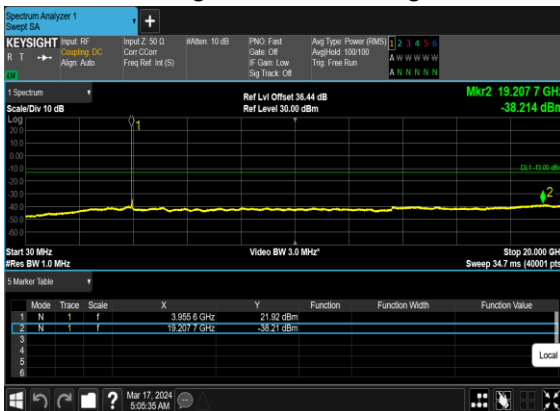 Spectrum Analyzer 1
Swept SA
+
KEYSIGHT Input: RF Input Z: 50 Ω #Atten: 10 dB PNO: Fast Avg Type: Power (RMS) 1 2 3 4 5 6
R T Coupling: DC Corr CCorr Gate: Off Avg|Hold: 100/100 A W W W W W
Align: Auto Freq Ref: Int (S) IF Gain: Low Trig: Free Run
LV Sig Track: Off A N N N N N
1 Spectrum Ref Lvl Offset 36.44 dB Mkr2 19.207 7 GHz
Scale/Div 10 dB Ref Level 30.00 dBm -38.214 dBm
Log
20.0
10.0
0.00
-10.0
-20.0
-30.0
-40.0
-50.0
-60.0
1
DL1 -13.00 dBm
2
Start 30 MHz Video BW 3.0 MHz* Stop 20.000 GH
#Res BW 1.0 MHz Sweep 34.7 ms (40001 pts
5 Marker Table
Mode Trace Scale X Y Function Function Width Function Value
1 N 1 f 3.955 6 GHz 21.92 dBm
2 N 1 f 19.207 7 GHz -38.21 dBm
3
4
5
6
Local
? Mar 17, 2024
5:05:35 AM